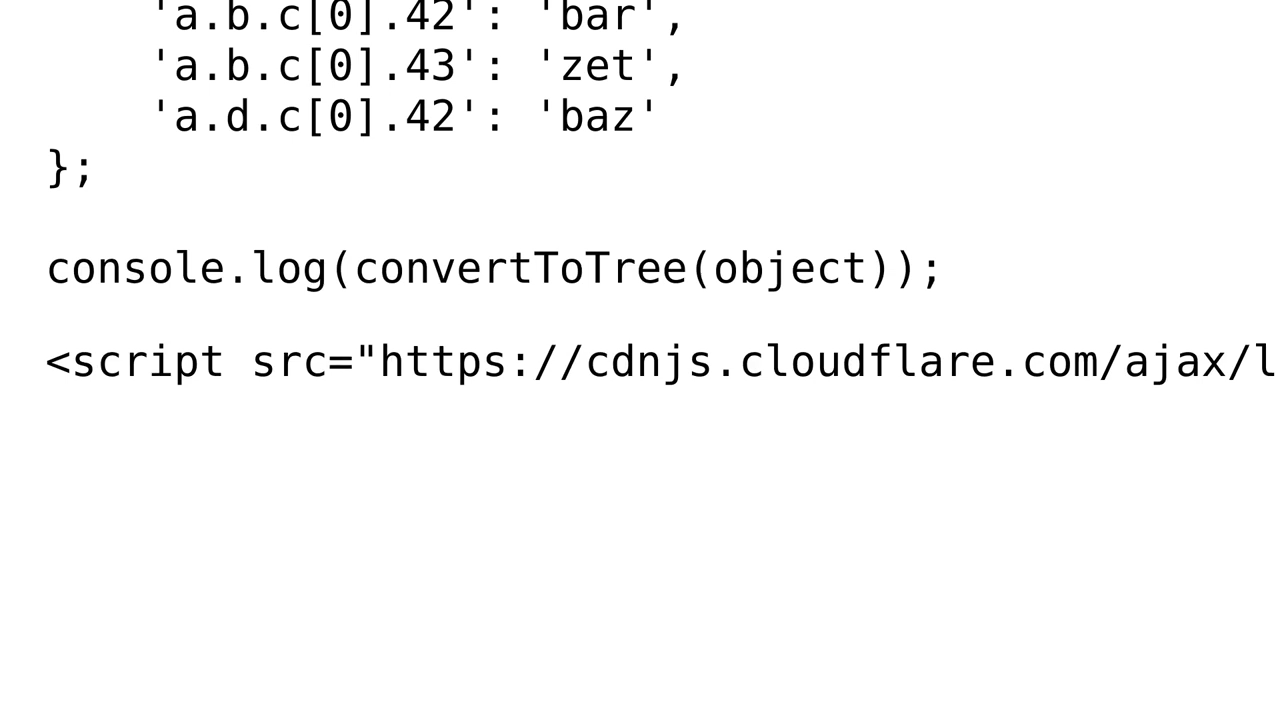 'a.b.c[0].42': 'bar',
'a.b.c[0].43': 'zet',
'a.d.c[0].42': 'baz'
};
console.log(convertToTree(object));
<script src="https://cdnjs.cloudflare.com/ajax/l